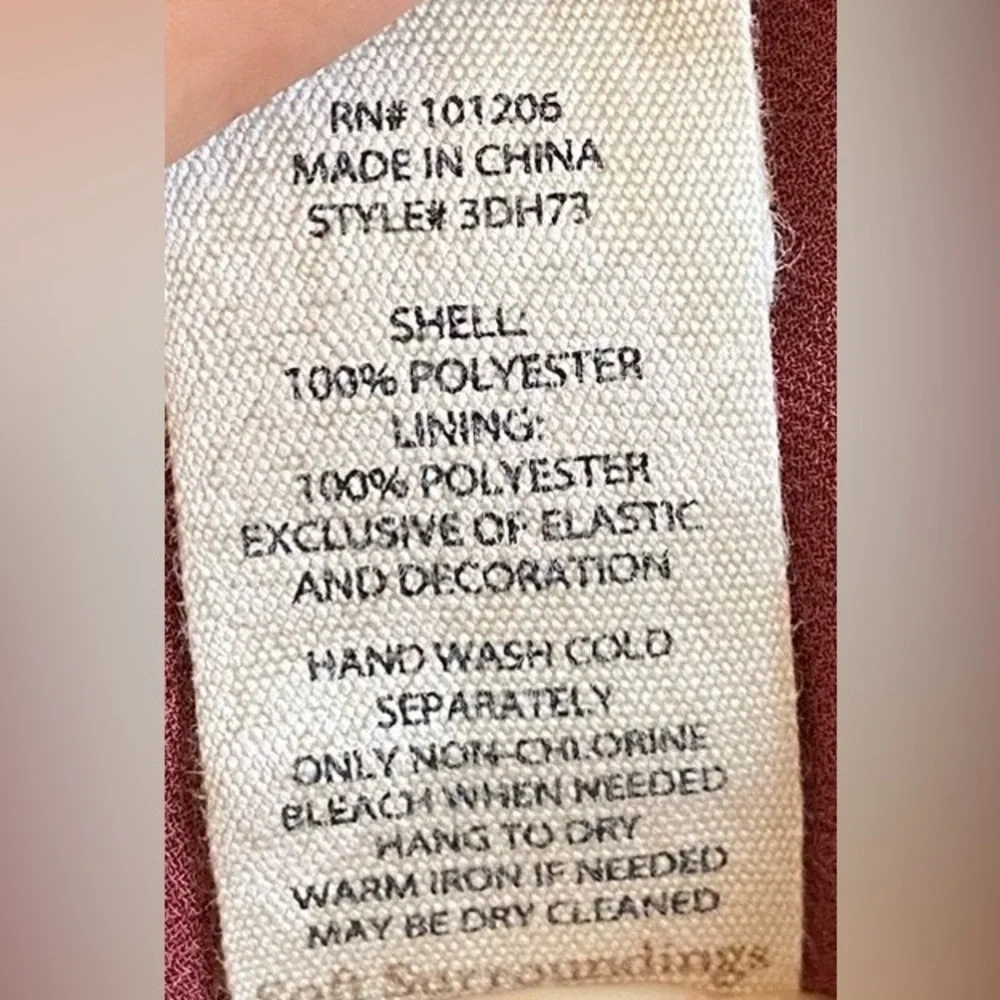 RN# 101206
MADE IN CHINA
STYLE# 3DH73
SHELL:
100% POLYESTER
LINING:
100% POLYESTER
EXCLUSIVE OF ELASTIC
AND DECORATION
HAND WASH COLD
SEPARATELY
ONLY NON-CHLORINE
BLEACH WHEN NEEDED
HANG TO DRY
WARM IRON IF NEEDED
MAY BE DRY CLEANED
Soft Surroundings